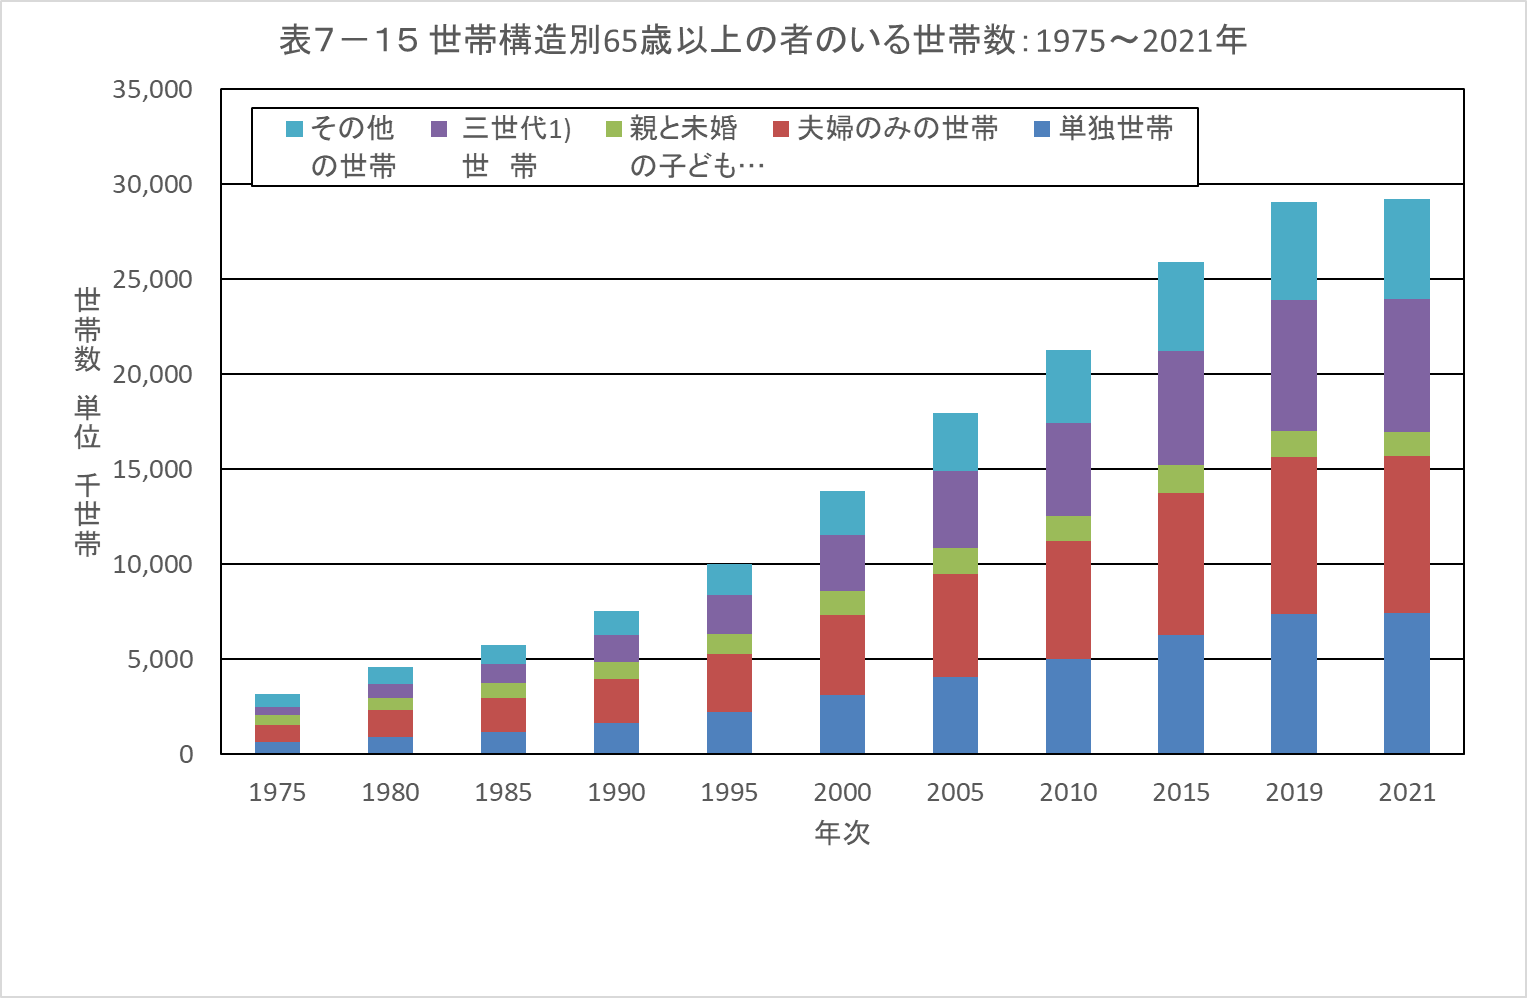 表７－１５ 世帯構造別65歳以上の者のいる世帯数：1975～2021年
35,000
30,000
25,000
20,000
15,000
10,000
5,000
0
世帯数 単位 千世帯
その他
の世帯
三世代1)
世　帯
親と未婚
の子ども…
夫婦のみの世帯
単独世帯
1975 1980 1985 1990 1995 2000 2005 2010 2015 2019 2021
年次